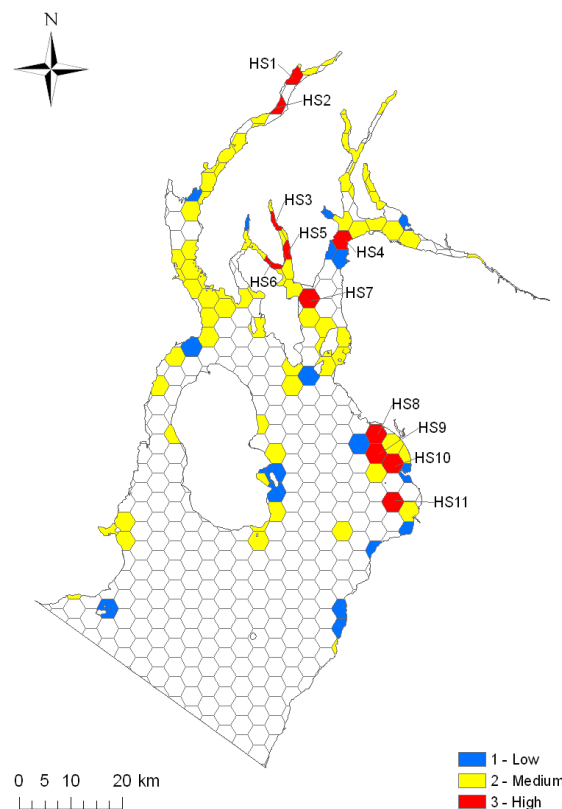 N
HS1
HS2
HS3
HS5
HS4
HS6
HS7
HS8
HS9
HS10
HS11
0 5 10 20 km
1 - Low
2 - Medium
3 - High